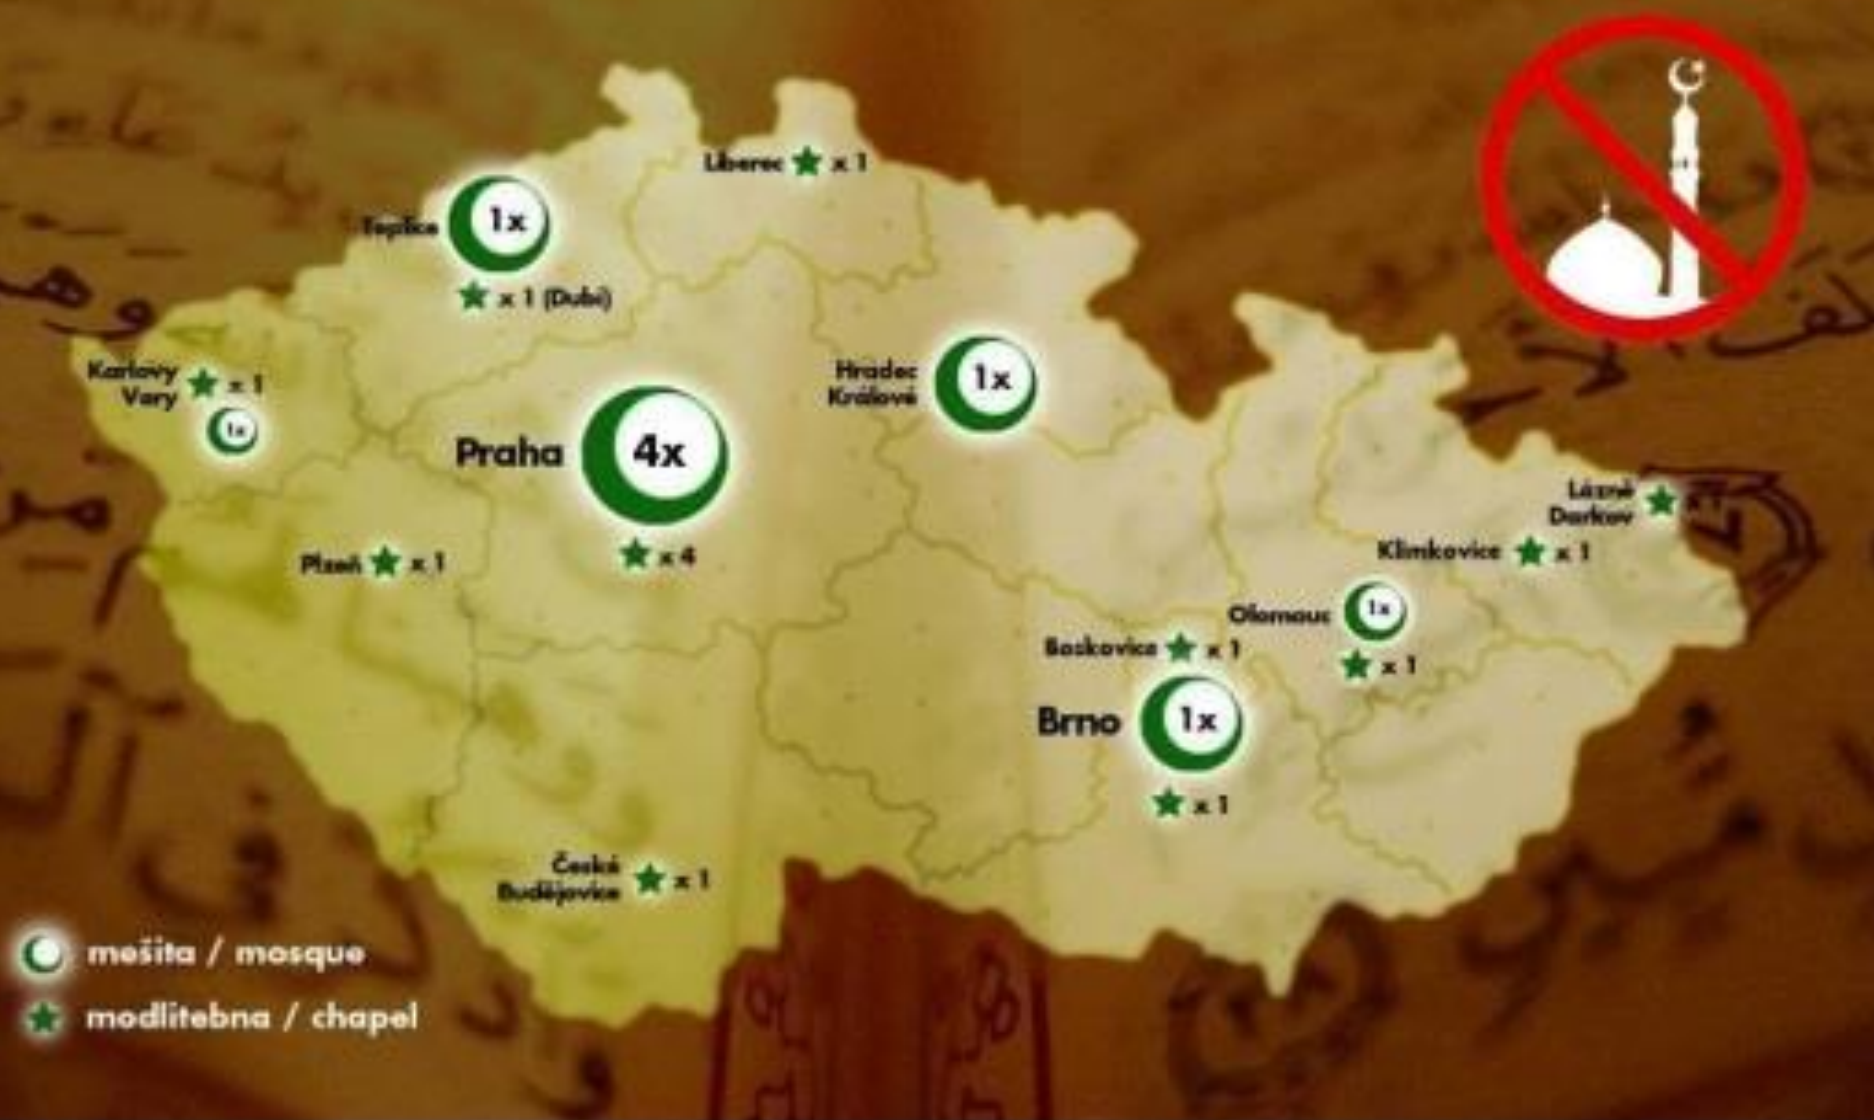 Liberec x 1
Teplice 1x
x 1 (Dubí)
Karlovy
Vary x 1
1x
Hradec
Králové 1x
Praha 4x
x 4
Plzeň x 1
Lázně
Darkov x 1
Klimkovice x 1
Olomouc 1x
x 1
Boskovice x 1
Brno 1x
x 1
České
Budějovice x 1
mešita / mosque
modlitebna / chapel